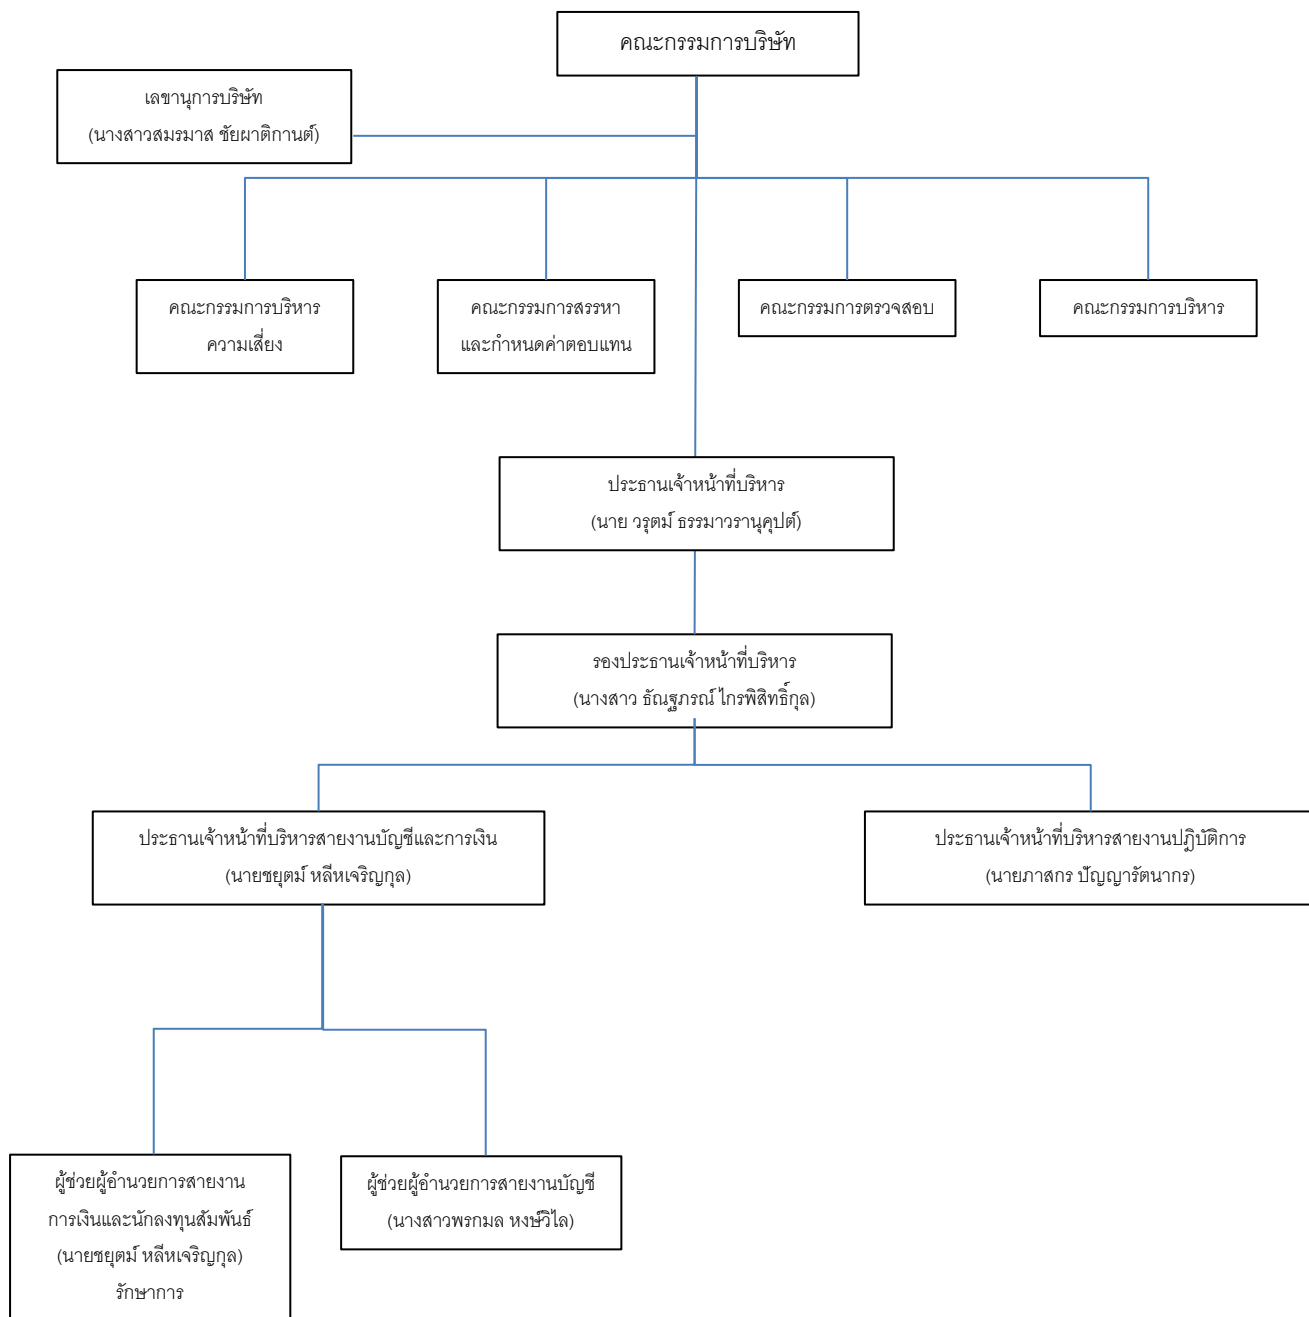 คณะกรรมการบริษัท
เลขานุการบริษัท
(นางสาวสมรมาส ชัยผาติกานต์)
คณะกรรมการบริหาร
ความเสี่ยง
คณะกรรมการสรรหา
และกำหนดค่าตอบแทน
คณะกรรมการตรวจสอบ
คณะกรรมการบริหาร
ประธานเจ้าหน้าที่บริหาร
(นาย วรุตม์ ธรรมาวรานุคุปต์)
รองประธานเจ้าหน้าที่บริหาร
(นางสาว ธัณฐภรณ์ ไกรพิสิทธิ์กุล)
ประธานเจ้าหน้าที่บริหารสายงานบัญชีและการเงิน
(นายชยุตม์ หลีหเจริญกุล)
ประธานเจ้าหน้าที่บริหารสายงานปฏิบัติการ
(นายภาสกร ปัญญารัตนากร)
ผู้ช่วยผู้อำนวยการสายงาน
การเงินและนักลงทุนสัมพันธ์
(นายชยุตม์ หลีหเจริญกุล)
รักษาการ
ผู้ช่วยผู้อำนวยการสายงานบัญชี
(นางสาวพรกมล หงษ์วิไล)